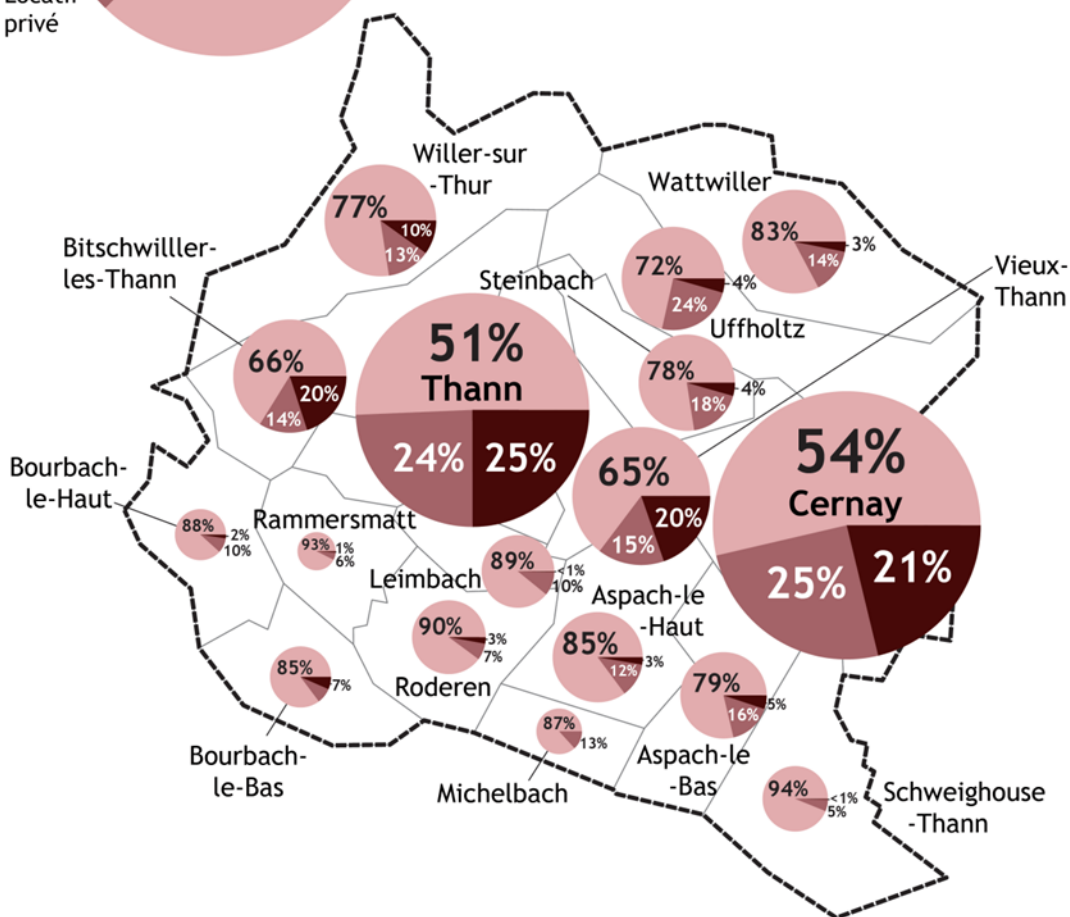 privé
Willer-sur
-Thur
77%
10%
13%
Wattwiller
83%
3%
14%
Bitschwilller-
les-Thann
Steinbach
72%
4%
24%
Uffholtz
Vieux-
Thann
66%
20%
14%
51%
Thann
24%
25%
78%
4%
18%
65%
20%
15%
54%
Cernay
25%
21%
Bourbach-
le-Haut
88%
2%
10%
Rammersmatt
93%
1%
6%
Leimbach
89%
<1%
10%
Aspach-le
-Haut
90%
3%
7%
Roderen
85%
3%
12%
85%
7%
Bourbach-
le-Bas
79%
5%
16%
Aspach-le
-Bas
87%
13%
Michelbach
94%
<1%
5%
Schweighouse
-Thann